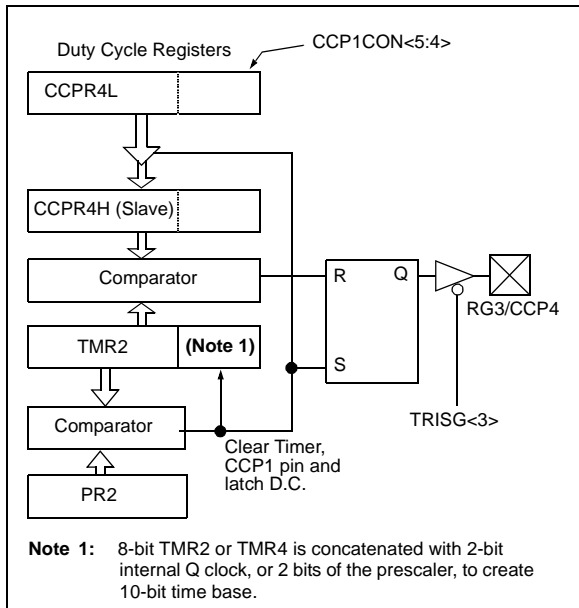 Duty Cycle Registers
CCP1CON<5:4>
CCPR4L
CCPR4H (Slave)
Comparator
R
Q
RG3/CCP4
TMR2
(Note 1)
S
TRISG<3>
Comparator
Clear Timer,
CCP1 pin and
latch D.C.
PR2
Note 1: 8-bit TMR2 or TMR4 is concatenated with 2-bit
internal Q clock, or 2 bits of the prescaler, to create
10-bit time base.